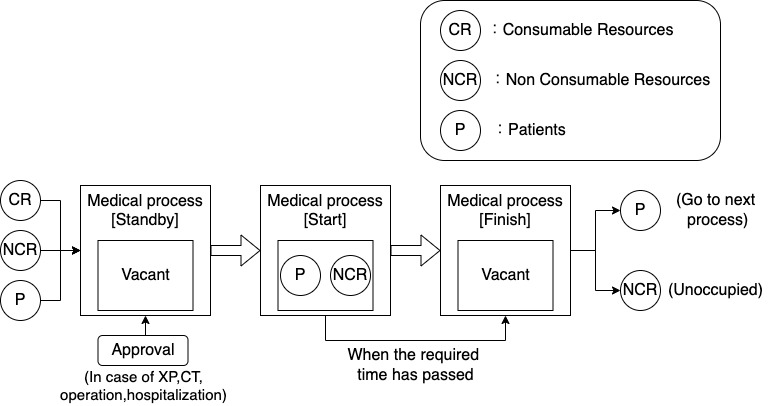 CR : Consumable Resources
NCR : Non Consumable Resources
P : Patients
CR
NCR
P
Medical process
[Standby]
Vacant
Approval
(In case of XP,CT,
operation,hospitalization)
Medical process
[Start]
P
NCR
When the required
time has passed
Medical process
[Finish]
Vacant
P
(Go to next
process)
NCR
(Unoccupied)